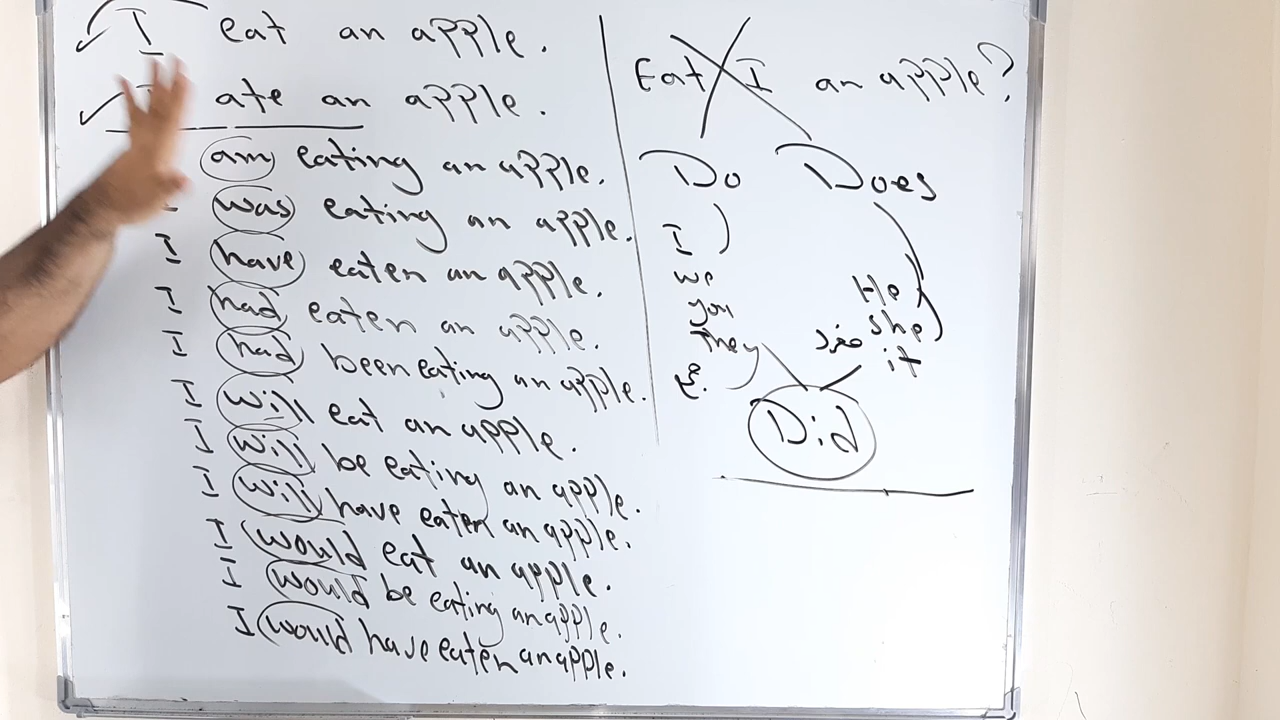 I eat an apple.
ate an apple.
am eating an apple.
I was eating an apple.
I have eaten an apple.
I had eaten an apple.
I had been eating an apple.
I will eat an apple.
I will be eating an apple.
I will have eaten an apple.
I would eat an apple.
I would be eating an apple.
I would have eaten an apple.
Eat I an apple?
Do Does
I
we
you
they
جمع
He
she
it
مفرد
Did